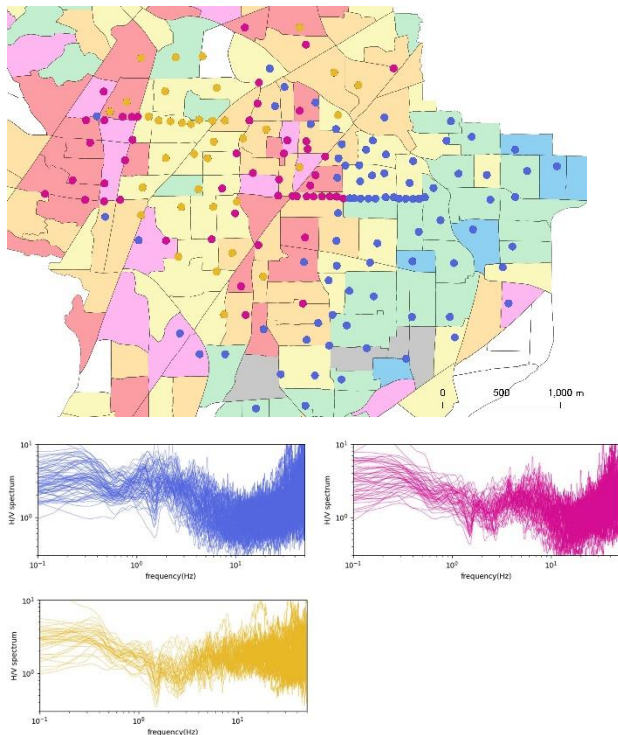 0 500 1,000 m
10¹ 10¹
H/V spectrum 10⁰ H/V spectrum 10⁰
10⁻¹ 10⁰ 10¹ 10⁻¹ 10⁰ 10¹
frequency(Hz) frequency(Hz)
10¹
H/V spectrum 10⁰
10⁻¹ 10⁰ 10¹
frequency(Hz)